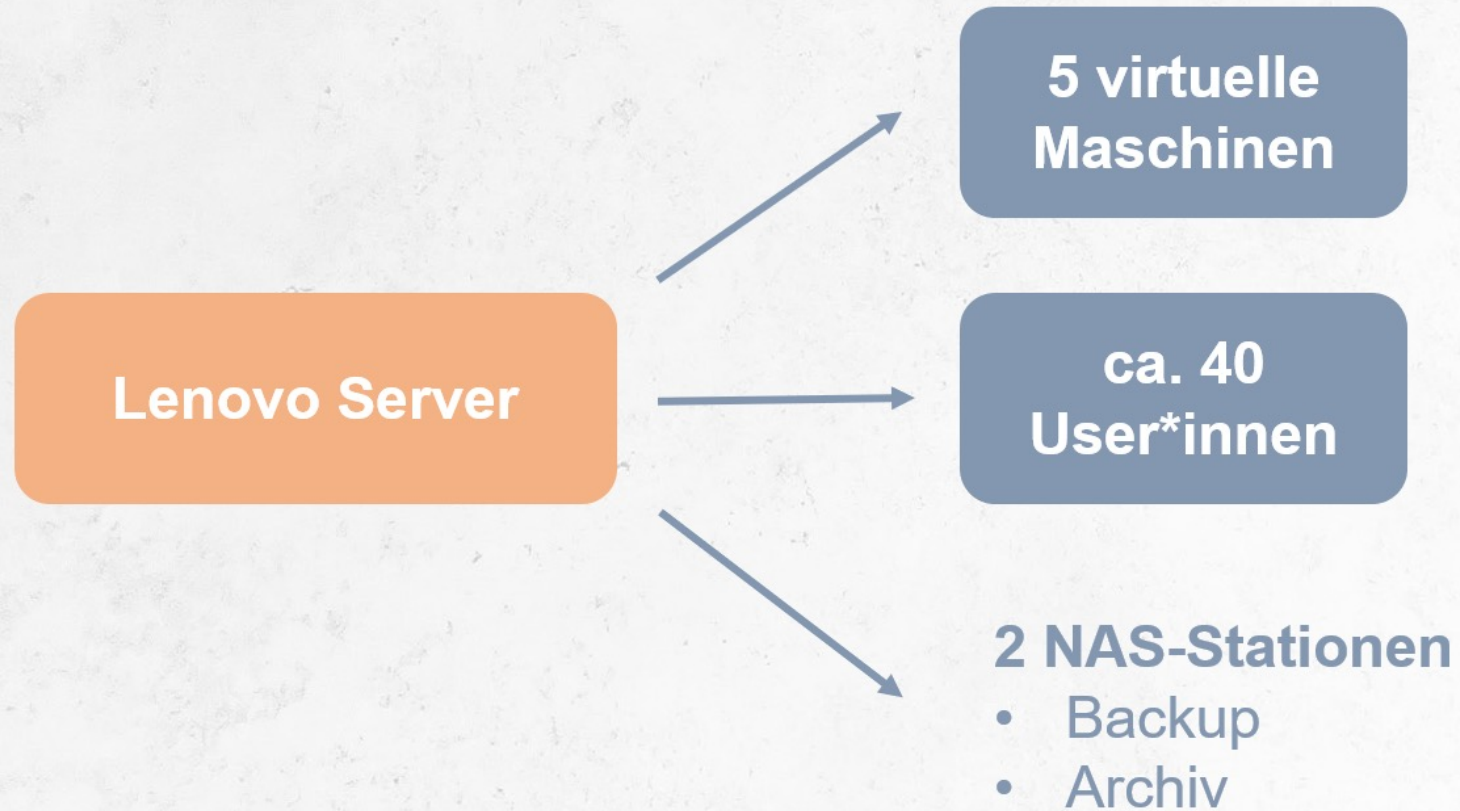 Lenovo Server
5 virtuelle
Maschinen
ca. 40
User*innen
2 NAS-Stationen
• Backup
• Archiv